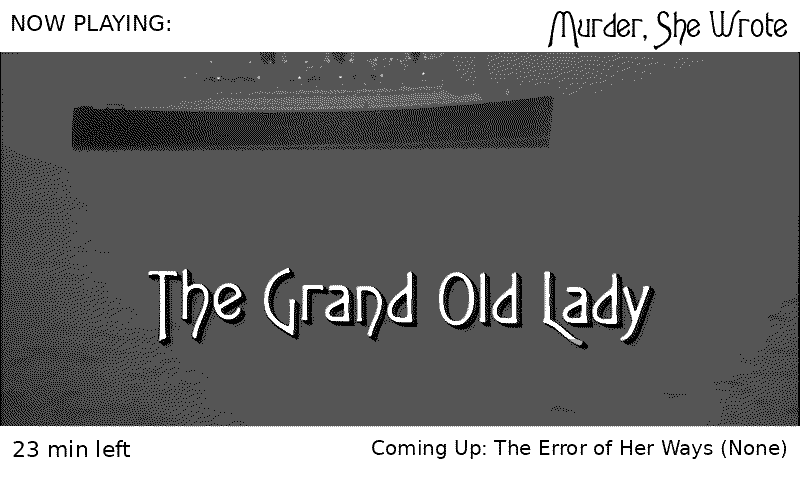 NOW PLAYING:
Murder, She Wrote
The Grand Old Lady
23 min left
Coming Up: The Error of Her Ways (None)